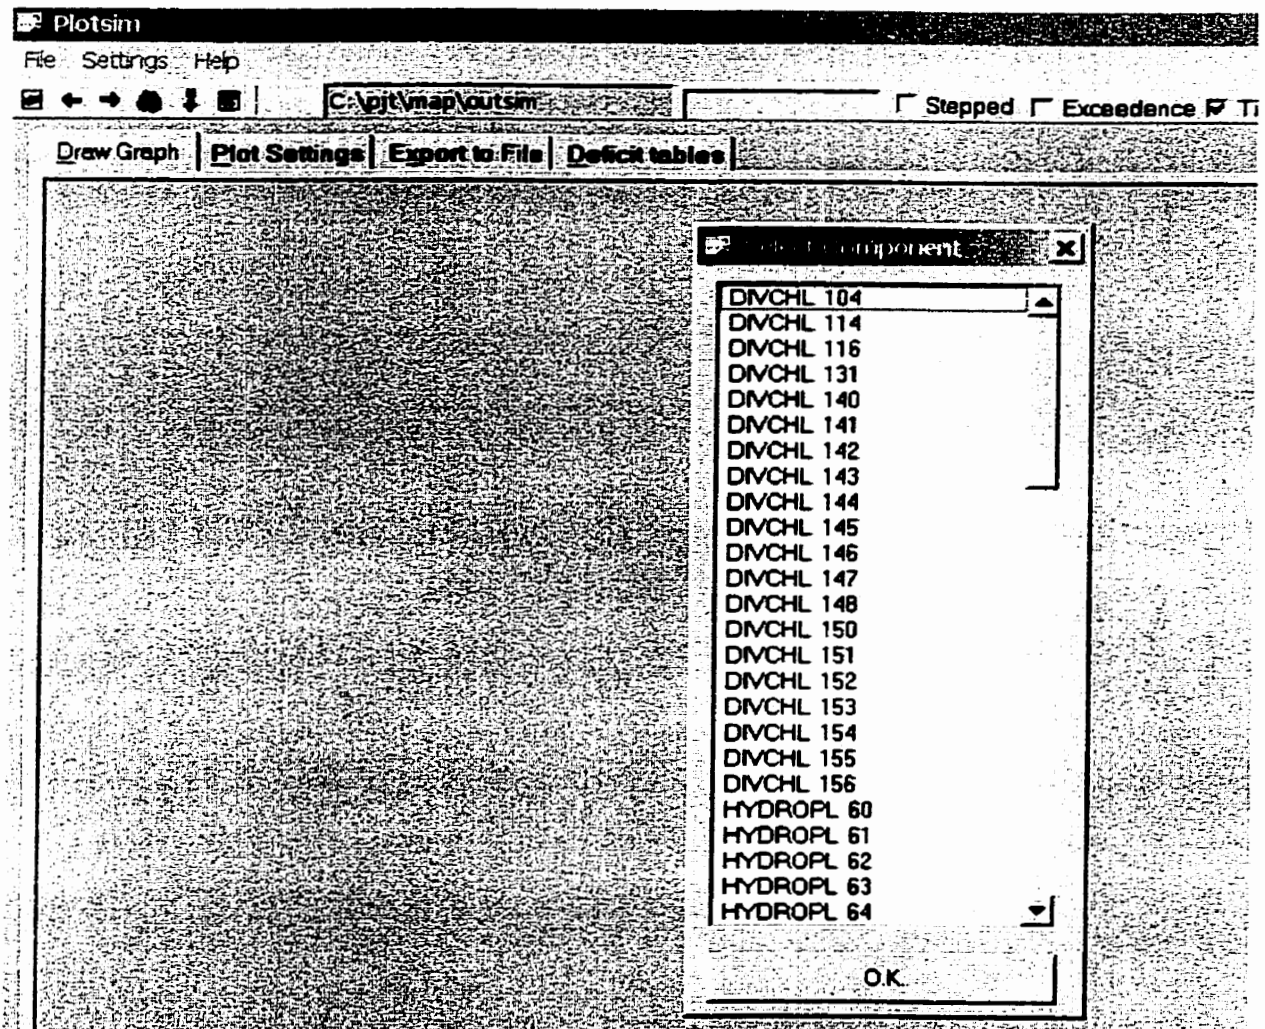 Plotsim
File Settings Help
C:\pjt\map\outsim Stepped Exceedence Ti
Draw Graph Plot Settings Export to File Deficit tables
Select Component
DIVCHL 104
DIVCHL 114
DIVCHL 116
DIVCHL 131
DIVCHL 140
DIVCHL 141
DIVCHL 142
DIVCHL 143
DIVCHL 144
DIVCHL 145
DIVCHL 146
DIVCHL 147
DIVCHL 148
DIVCHL 150
DIVCHL 151
DIVCHL 152
DIVCHL 153
DIVCHL 154
DIVCHL 155
DIVCHL 156
HYDROPL 60
HYDROPL 61
HYDROPL 62
HYDROPL 63
HYDROPL 64
O.K.